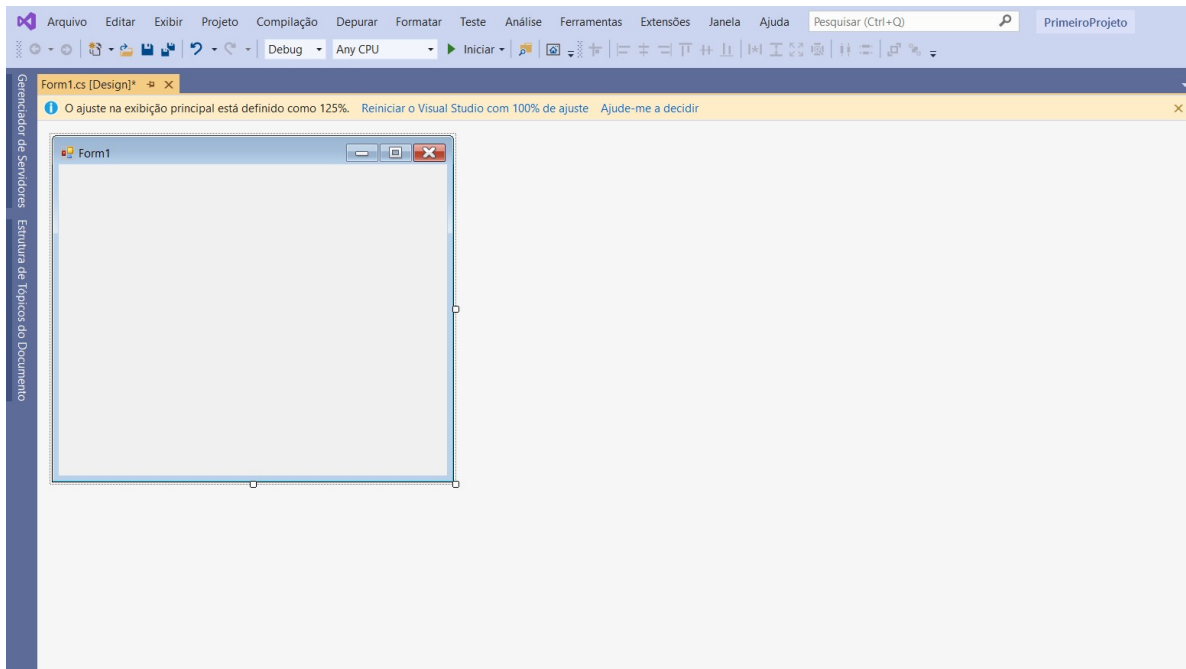 Arquivo Editar Exibir Projeto Compilação Depurar Formatar Teste Análise Ferramentas Extensões Janela Ajuda Pesquisar (Ctrl+Q) PrimeiroProjeto
Debug Any CPU Iniciar
Form1.cs [Design]*
O ajuste na exibição principal está definido como 125%. Reiniciar o Visual Studio com 100% de ajuste Ajude-me a decidir
Form1
Gerenciador de Servidores
Estrutura de Tópicos do Documento